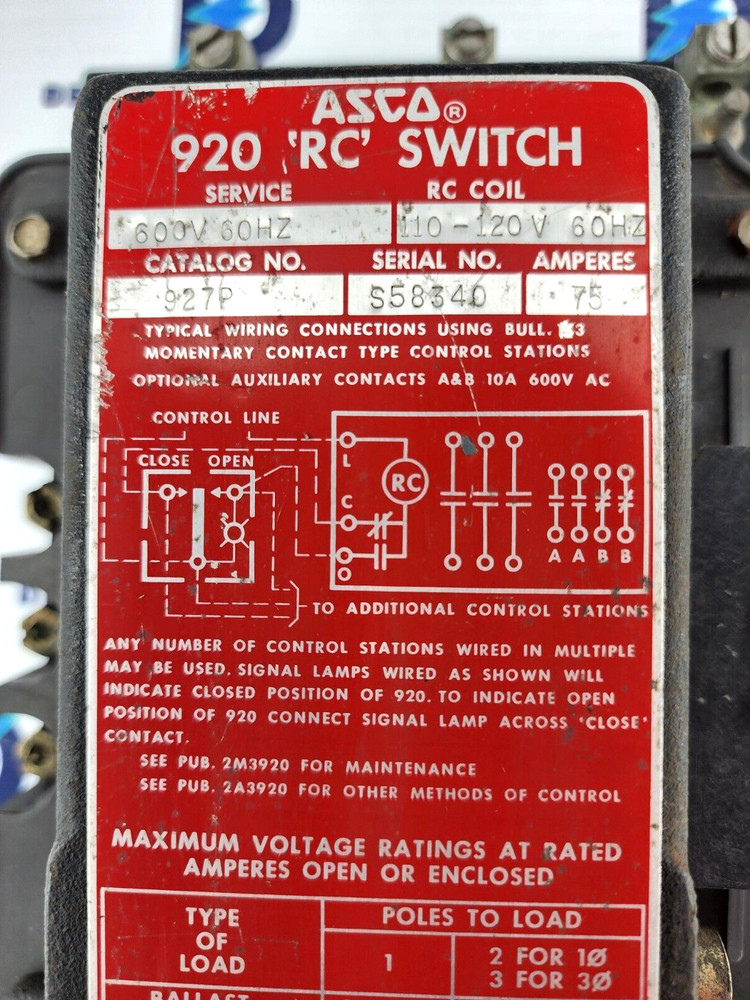 ASCO®
920 'RC' SWITCH
SERVICE RC COIL
600V 60HZ 110-120V 60HZ
CATALOG NO. SERIAL NO. AMPERES
927P S58340 75
TYPICAL WIRING CONNECTIONS USING BULL.
MOMENTARY CONTACT TYPE CONTROL STATIONS
OPTIONAL AUXILIARY CONTACTS A&B 10A 600V AC
CONTROL LINE
CLOSE OPEN
L
RC
C
O
A A B B
TO ADDITIONAL CONTROL STATIONS
ANY NUMBER OF CONTROL STATIONS WIRED IN MULTIPLE
MAY BE USED. SIGNAL LAMPS WIRED AS SHOWN WILL
INDICATE CLOSED POSITION OF 920. TO INDICATE OPEN
POSITION OF 920 CONNECT SIGNAL LAMP ACROSS 'CLOSE'
CONTACT.
SEE PUB. 2M3920 FOR MAINTENANCE
SEE PUB. 2A3920 FOR OTHER METHODS OF CONTROL
MAXIMUM VOLTAGE RATINGS AT RATED
AMPERES OPEN OR ENCLOSED
TYPE
OF
LOAD
POLES TO LOAD
1
2 FOR 1Ø
3 FOR 3Ø
BALLAST